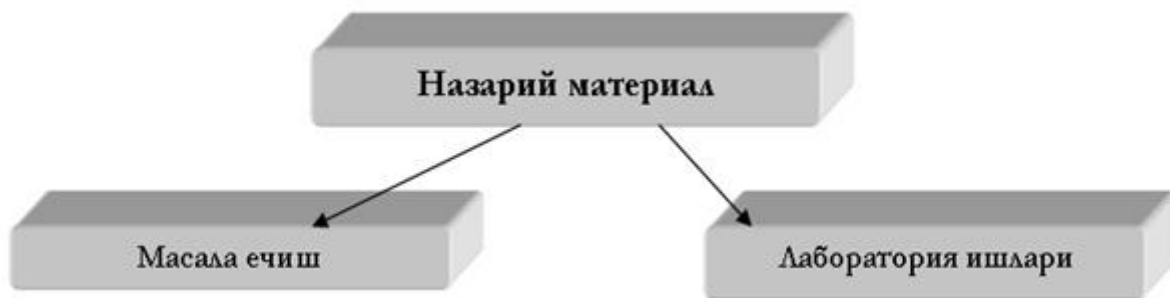 Назарий материал
Масала ечиш
Лаборатория ишлари